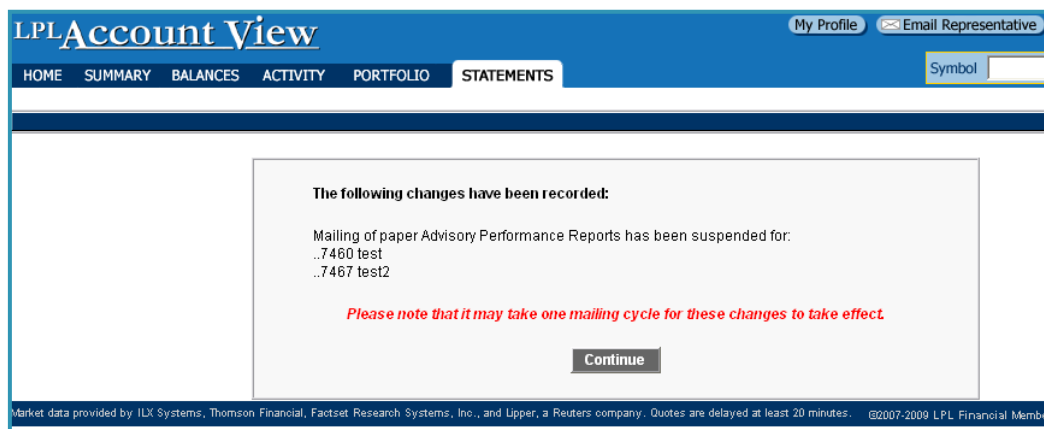 LPL Account View
My Profile Email Representative
HOME SUMMARY BALANCES ACTIVITY PORTFOLIO STATEMENTS
Symbol
The following changes have been recorded:
Mailing of paper Advisory Performance Reports has been suspended for:
..7460 test
..7467 test2
Please note that it may take one mailing cycle for these changes to take effect.
Continue
Market data provided by ILX Systems, Thomson Financial, Factset Research Systems, Inc., and Lipper, a Reuters company. Quotes are delayed at least 20 minutes. ©2007-2009 LPL Financial Membe